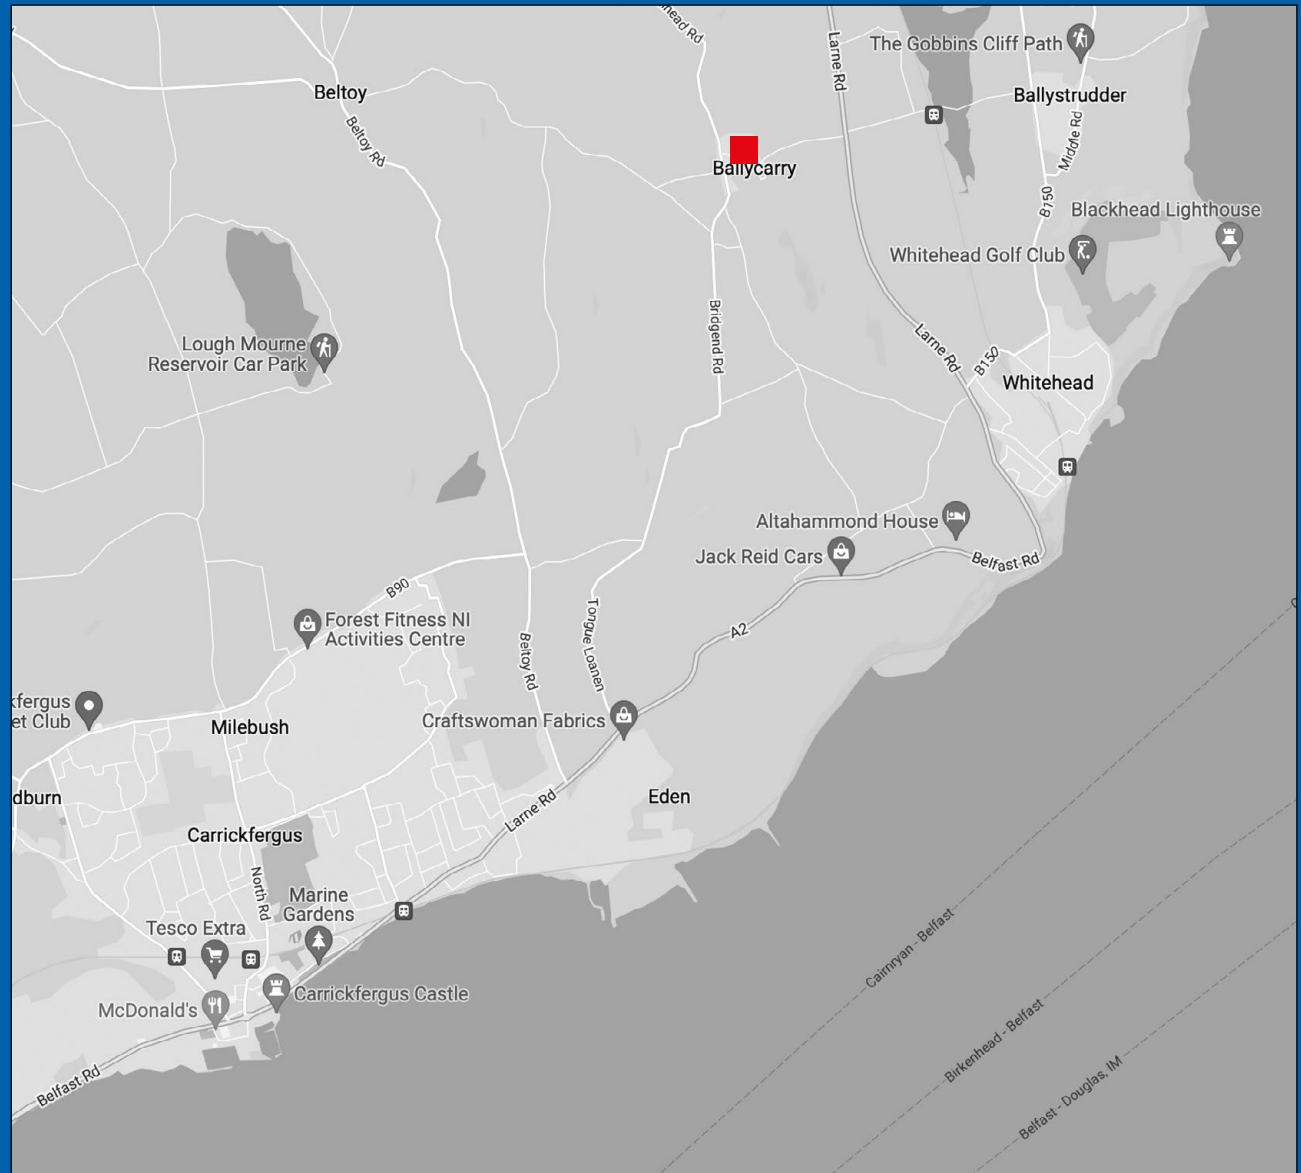 head Rd
Larne Rd
The Gobbins Cliff Path
Beltoy
Ballystrudder
Beltoy Rd
Middle Rd
Ballycarry
B750
Blackhead Lighthouse
Whitehead Golf Club
Bridgend Rd
Lough Mourne
Reservoir Car Park
Larne Rd
B150
Whitehead
Altahammond House
Jack Reid Cars
Belfast Rd
B90
Forest Fitness NI
Activities Centre
Tongue Loanen
A2
Beltoy Rd
kfergus
et Club
Milebush
Craftswoman Fabrics
dburn
Eden
Larne Rd
Carrickfergus
North Rd
Marine
Gardens
Tesco Extra
Cairnryan - Belfast
Carrickfergus Castle
McDonald's
Birkenhead - Belfast
Belfast Rd
Belfast - Douglas, IM